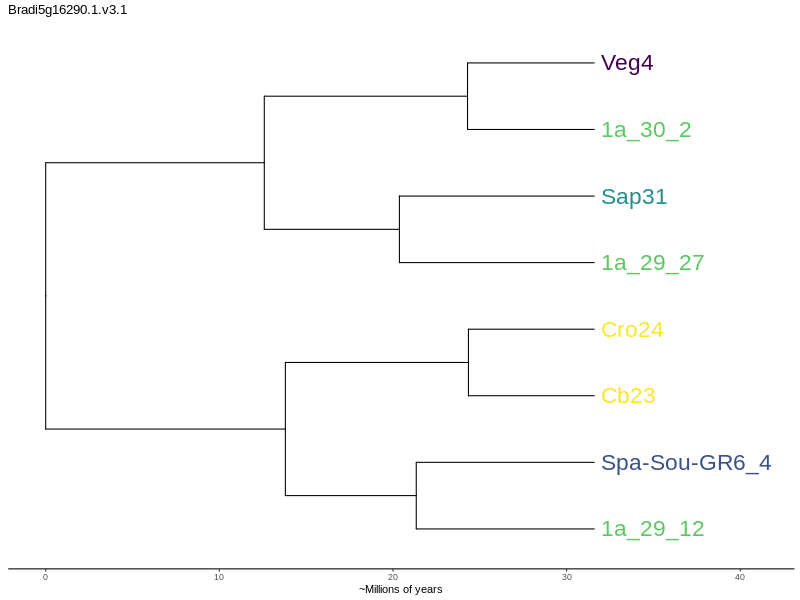 Bradi5g16290.1.v3.1
Veg4
1a_30_2
Sap31
1a_29_27
Cro24
Cb23
Spa-Sou-GR6_4
1a_29_12
0 10 20 30 40
~Millions of years